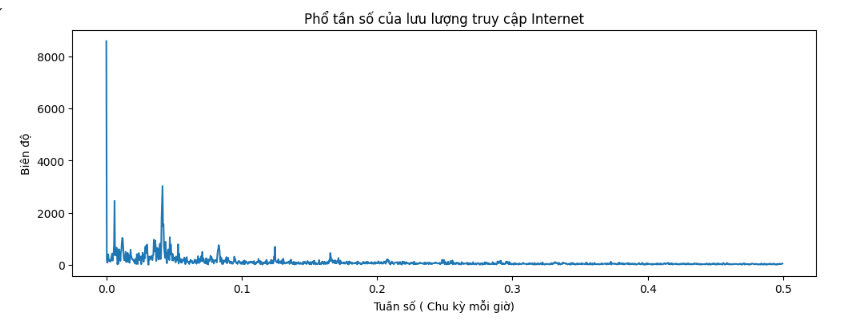 Phổ tần số của lưu lượng truy cập Internet
Biên độ
8000
6000
4000
2000
0
0.0 0.1 0.2 0.3 0.4 0.5
Tuần số ( Chu kỳ mỗi giờ)